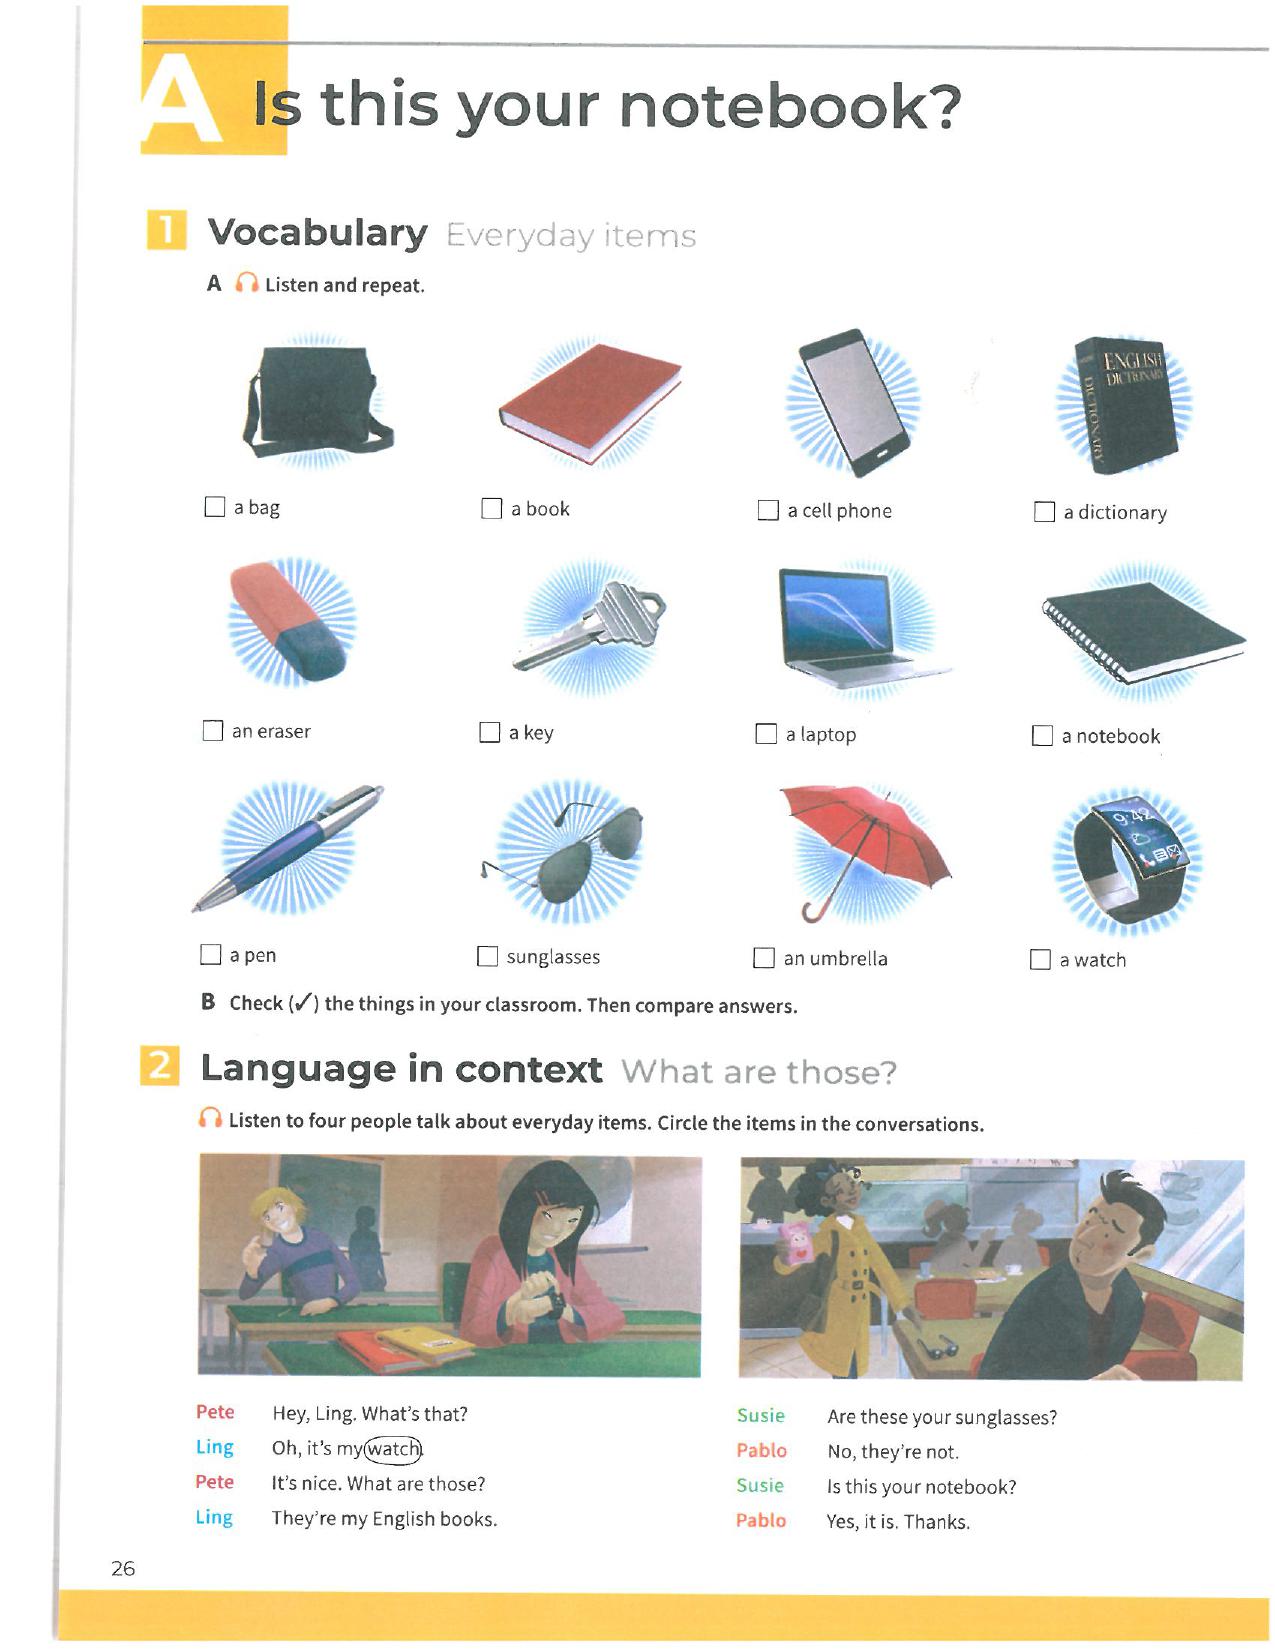 A Is this your notebook?
1 Vocabulary Everyday items
A Listen and repeat.
ENGLISH
DICTIONARY
DICTIONARY
a bag
a book
a cell phone
a dictionary
an eraser
a key
a laptop
a notebook
9:42
a pen
sunglasses
an umbrella
a watch
B Check (✓) the things in your classroom. Then compare answers.
2 Language in context What are those?
Listen to four people talk about everyday items. Circle the items in the conversations.
Pete Hey, Ling. What's that?
Ling Oh, it's my watch.
Pete It's nice. What are those?
Ling They're my English books.
Susie Are these your sunglasses?
Pablo No, they're not.
Susie Is this your notebook?
Pablo Yes, it is. Thanks.
26